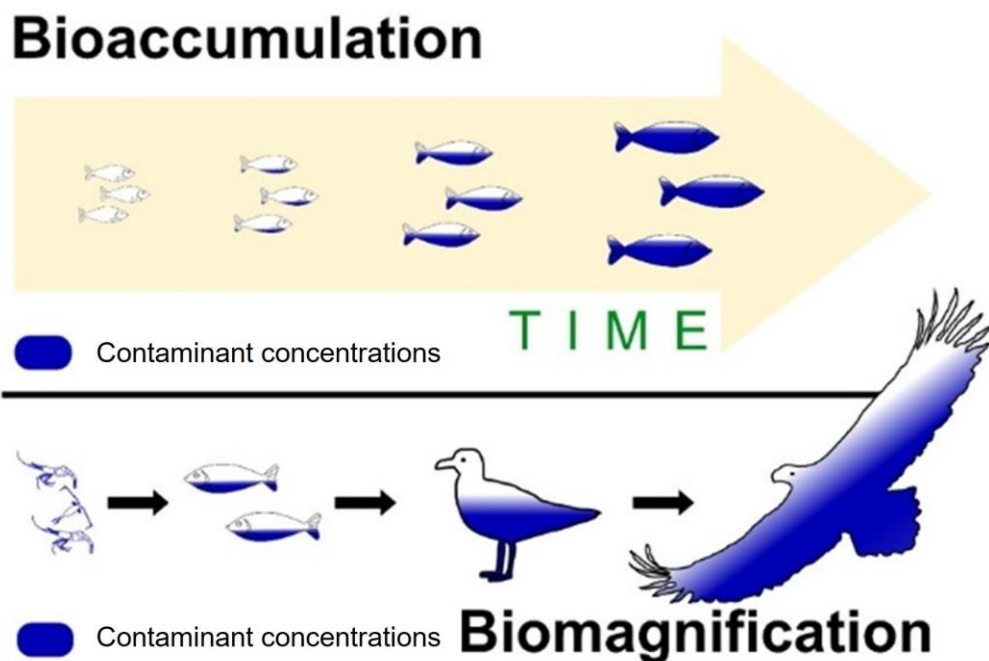 Bioaccumulation
TIME
Contaminant concentrations
Contaminant concentrations
Biomagnification